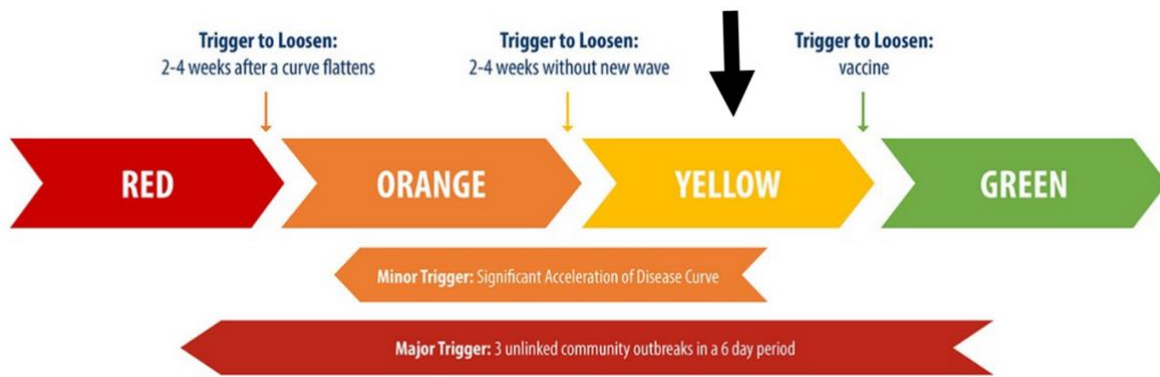 Trigger to Loosen:
2-4 weeks after a curve flattens
Trigger to Loosen:
2-4 weeks without new wave
Trigger to Loosen:
vaccine
RED
ORANGE
YELLOW
GREEN
Minor Trigger: Significant Acceleration of Disease Curve
Major Trigger: 3 unlinked community outbreaks in a 6 day period